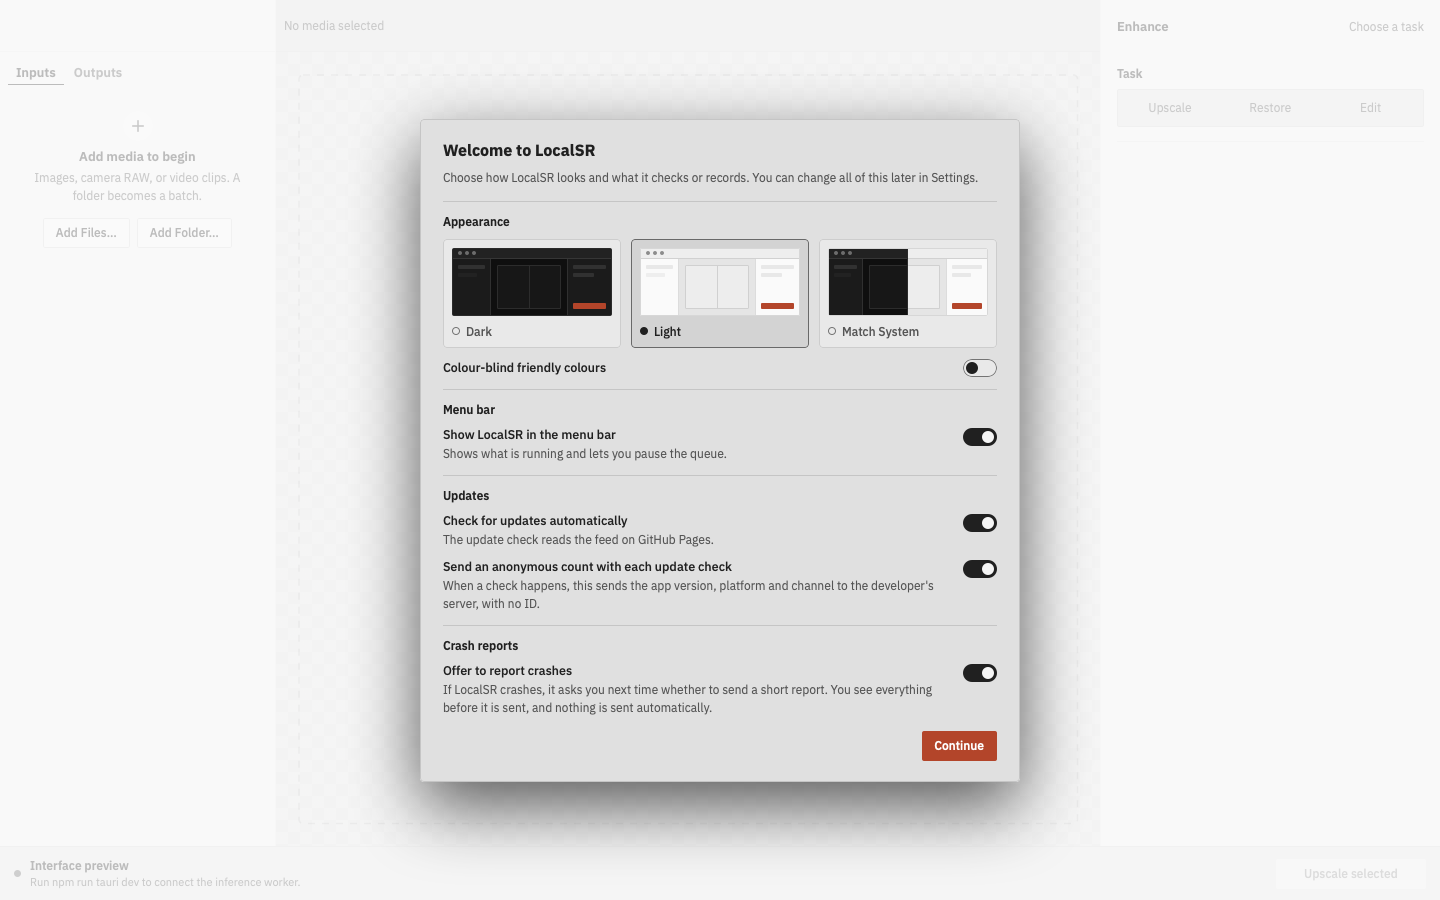 No media selected
Enhance
Choose a task
Inputs
Outputs
Task
Upscale
Restore
Edit
Add media to begin
Images, camera RAW, or video clips. A
folder becomes a batch.
Add Files...
Add Folder...
Welcome to LocalSR
Choose how LocalSR looks and what it checks or records. You can change all of this later in Settings.
Appearance
Dark
Light
Match System
Colour-blind friendly colours
Menu bar
Show LocalSR in the menu bar
Shows what is running and lets you pause the queue.
Updates
Check for updates automatically
The update check reads the feed on GitHub Pages.
Send an anonymous count with each update check
When a check happens, this sends the app version, platform and channel to the developer's
server, with no ID.
Crash reports
Offer to report crashes
If LocalSR crashes, it asks you next time whether to send a short report. You see everything
before it is sent, and nothing is sent automatically.
Continue
Interface preview
Run npm run tauri dev to connect the inference worker.
Upscale selected